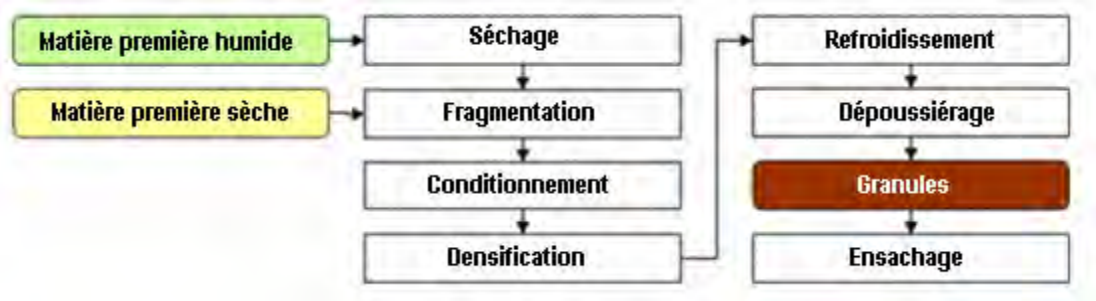 Matière première humide
Séchage
Refroidissement
Matière première sèche
Fragmentation
Dépoussiérage
Conditionnement
Granules
Densification
Ensachage